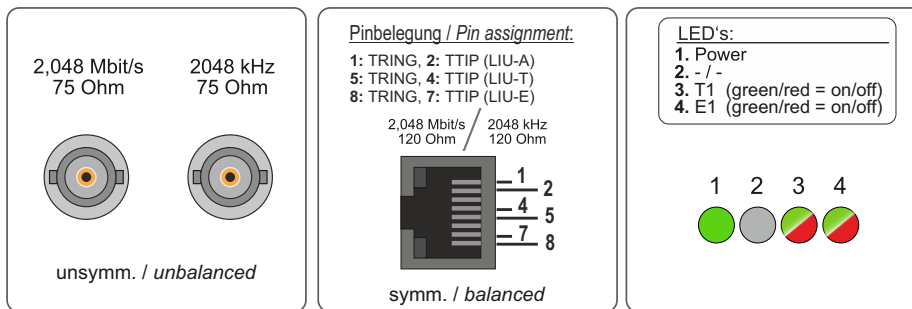 2,048 Mbit/s
75 Ohm
2048 kHz
75 Ohm
unsymm. / unbalanced
Pinbelegung / Pin assignment:
1: TRING, 2: TTIP (LIU-A)
5: TRING, 4: TTIP (LIU-T)
8: TRING, 7: TTIP (LIU-E)
2,048 Mbit/s
120 Ohm
/
2048 kHz
120 Ohm
1
2
4
5
7
8
symm. / balanced
LED's:
1. Power
2. - / -
3. T1 (green/red = on/off)
4. E1 (green/red = on/off)
1 2 3 4